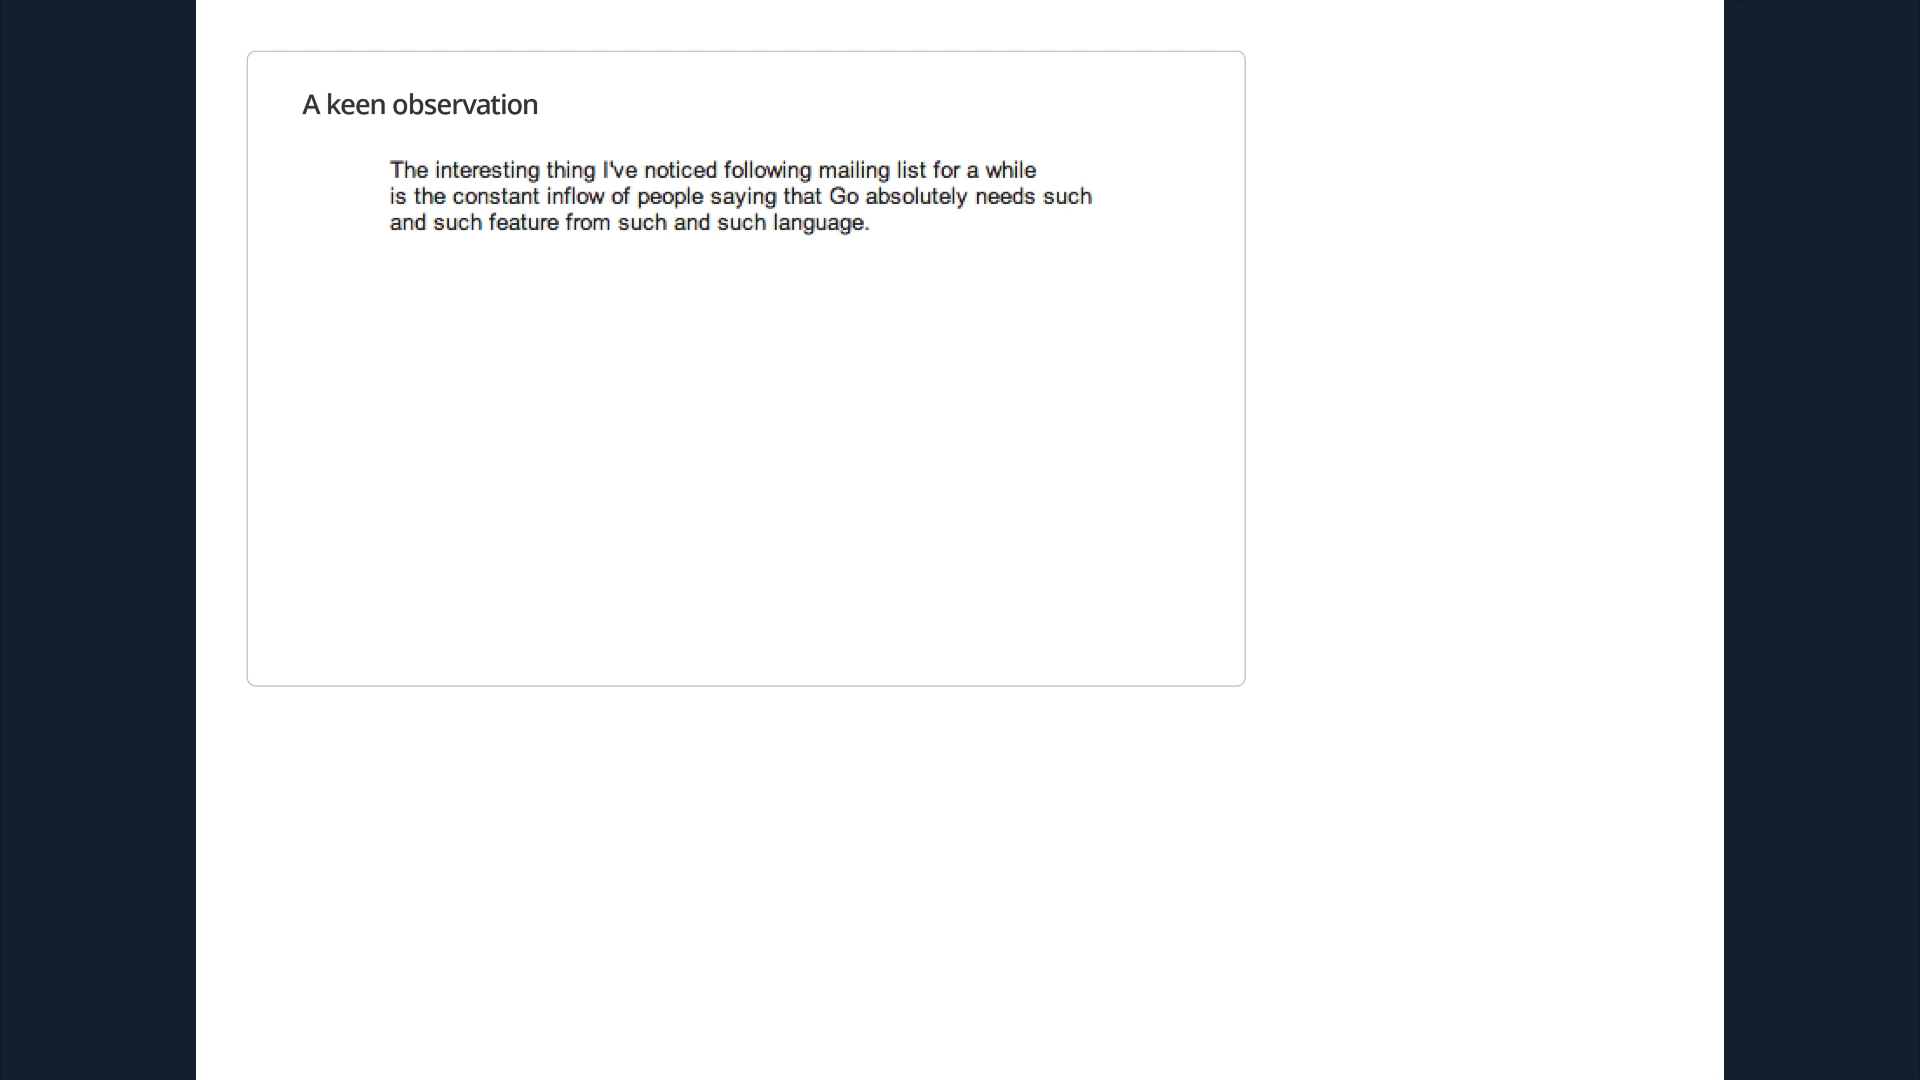 A keen observation
The interesting thing I've noticed following mailing list for a while
is the constant inflow of people saying that Go absolutely needs such
and such feature from such and such language.